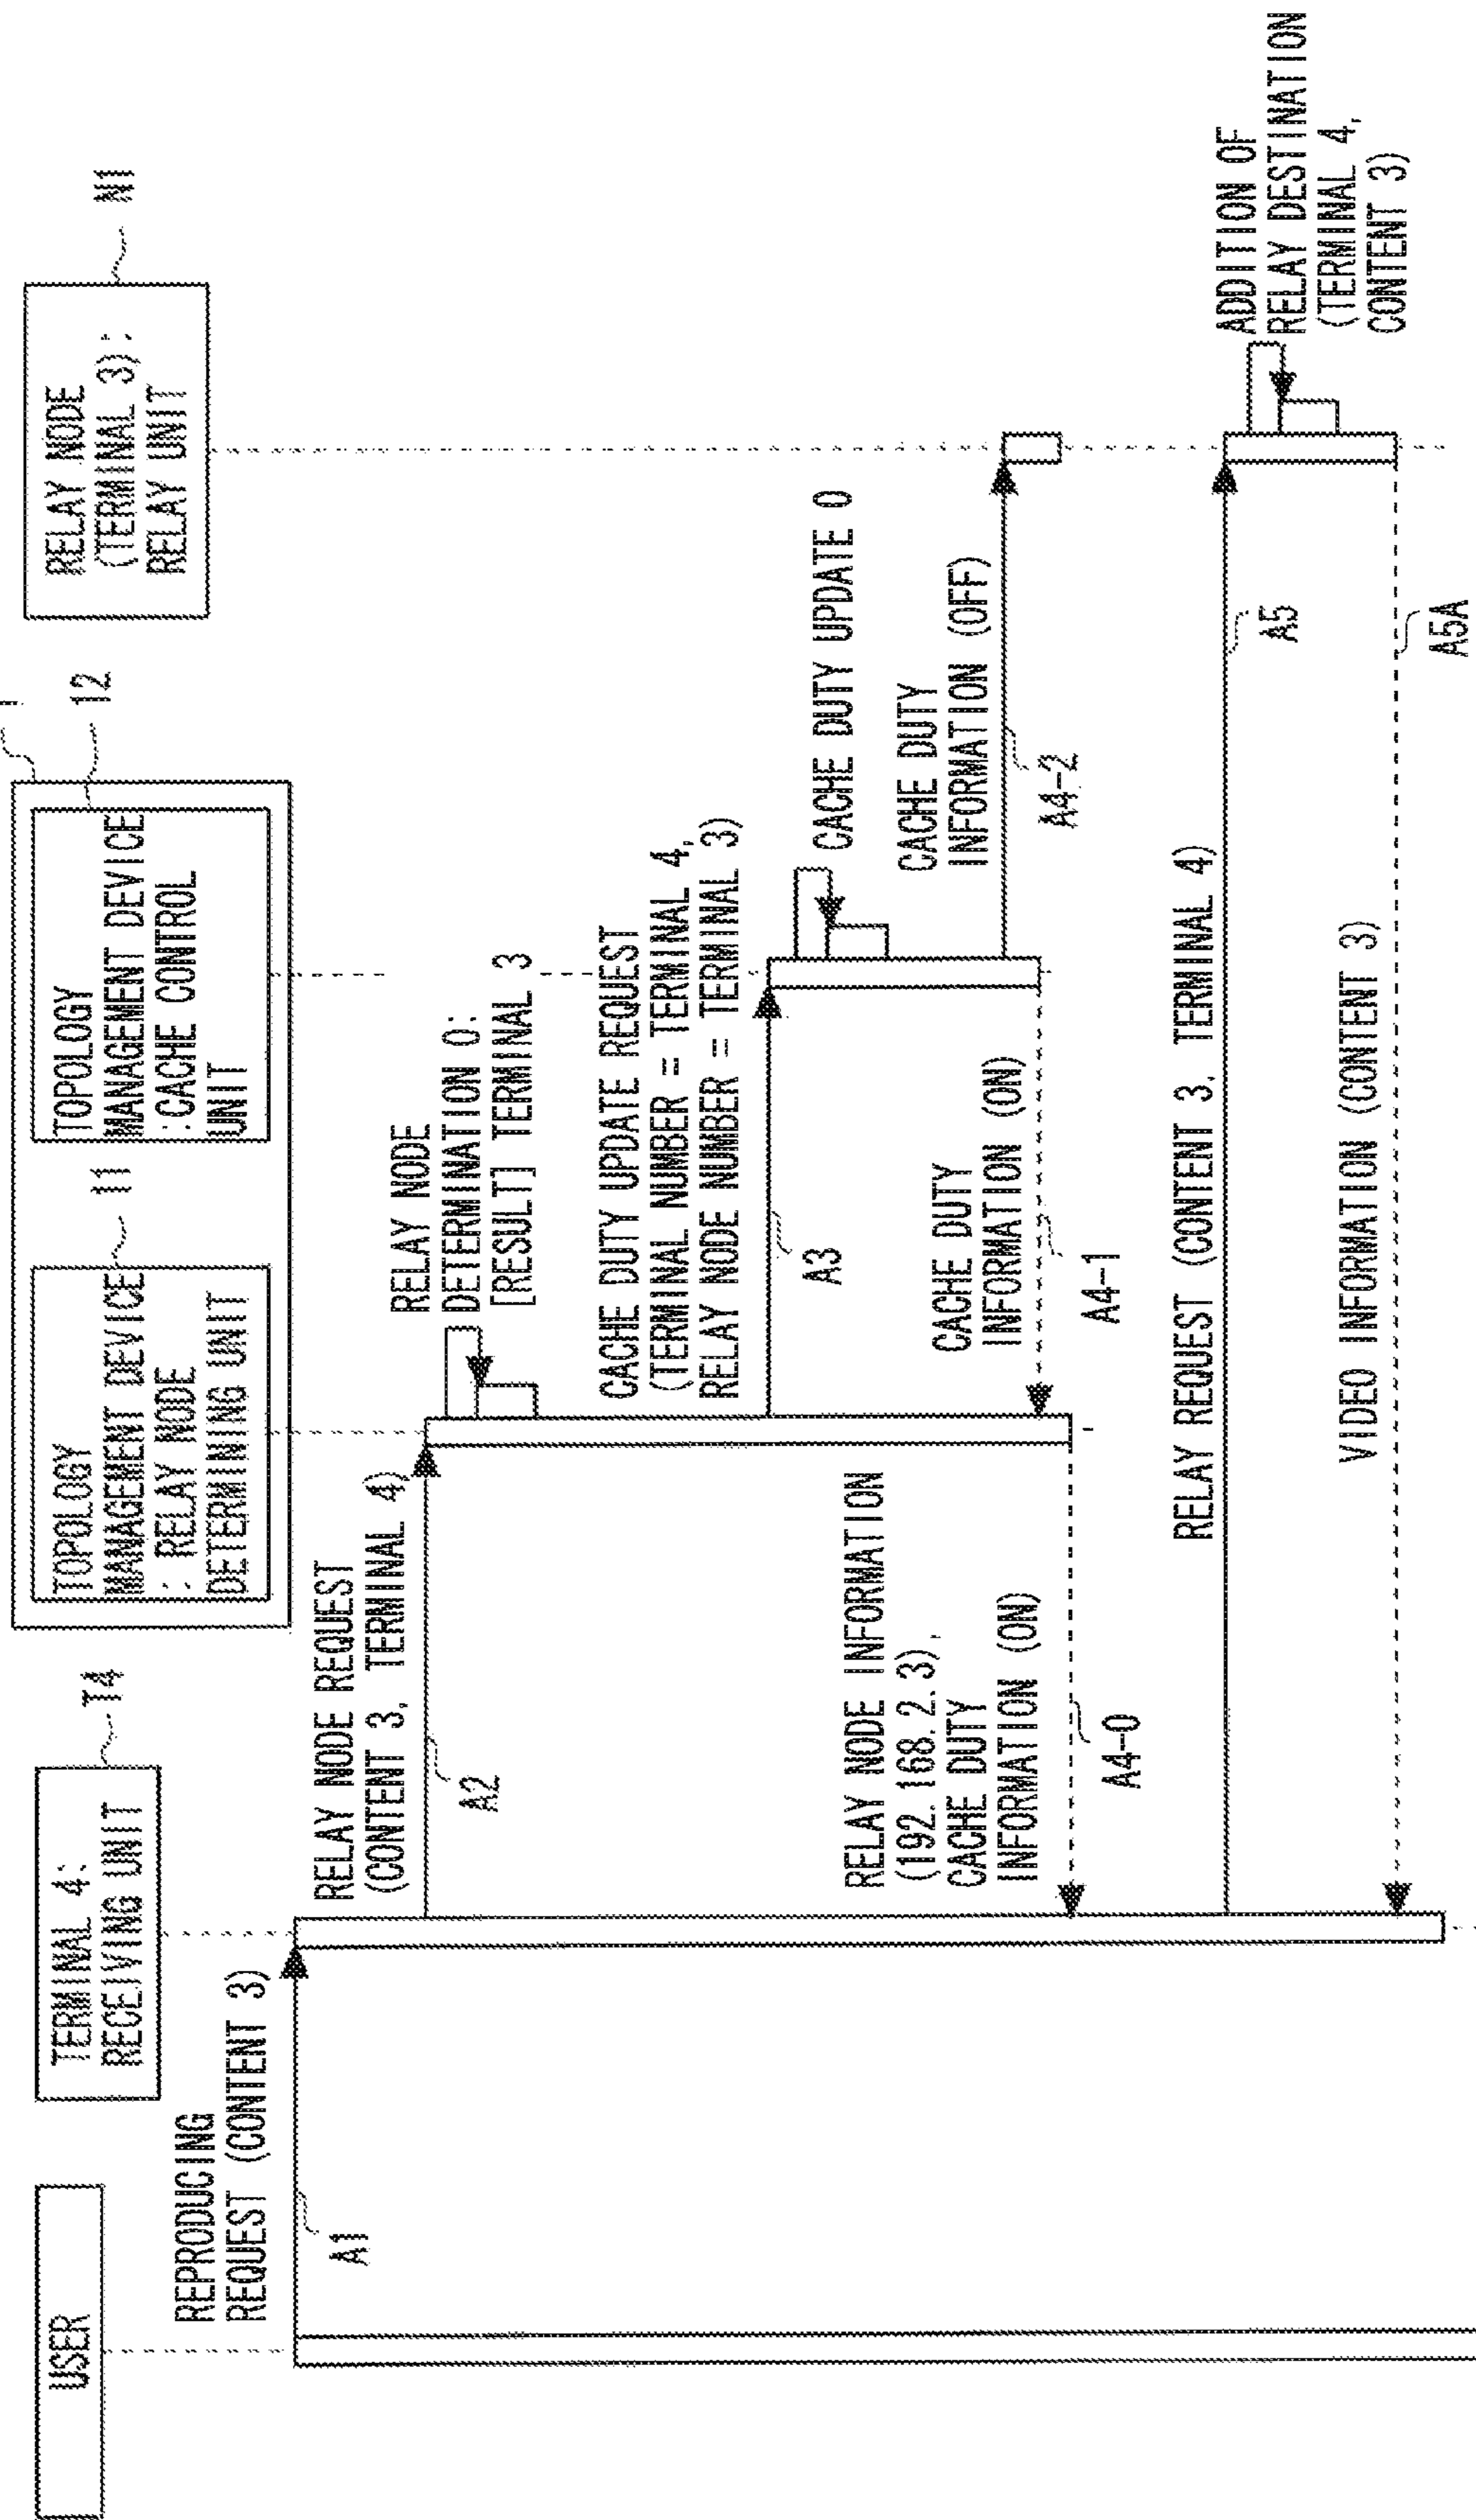 USER
TERMINAL 4:
RECEIVING UNIT
T4
1
TOPOLOGY
MANAGEMENT DEVICE
: RELAY NODE
DETERMINING UNIT
11
TOPOLOGY
MANAGEMENT DEVICE
:CACHE CONTROL
UNIT
12
RELAY NODE
(TERMINAL 3):
RELAY UNIT
N1
REPRODUCING
REQUEST (CONTENT 3)
A1
RELAY NODE REQUEST
(CONTENT 3, TERMINAL 4)
A2
RELAY NODE
DETERMINATION 0:
[RESULT] TERMINAL 3
CACHE DUTY UPDATE REQUEST
(TERMINAL NUMBER = TERMINAL 4,
RELAY NODE NUMBER = TERMINAL 3)
A3
CACHE DUTY UPDATE 0
CACHE DUTY
INFORMATION (OFF)
A4-2
CACHE DUTY
INFORMATION (ON)
A4-1
RELAY NODE INFORMATION
(192.168.2.3),
CACHE DUTY
INFORMATION (ON)
A4-0
RELAY REQUEST (CONTENT 3, TERMINAL 4)
A5
ADDITION OF
RELAY DESTINATION
(TERMINAL 4,
CONTENT 3)
VIDEO INFORMATION (CONTENT 3)
A5A